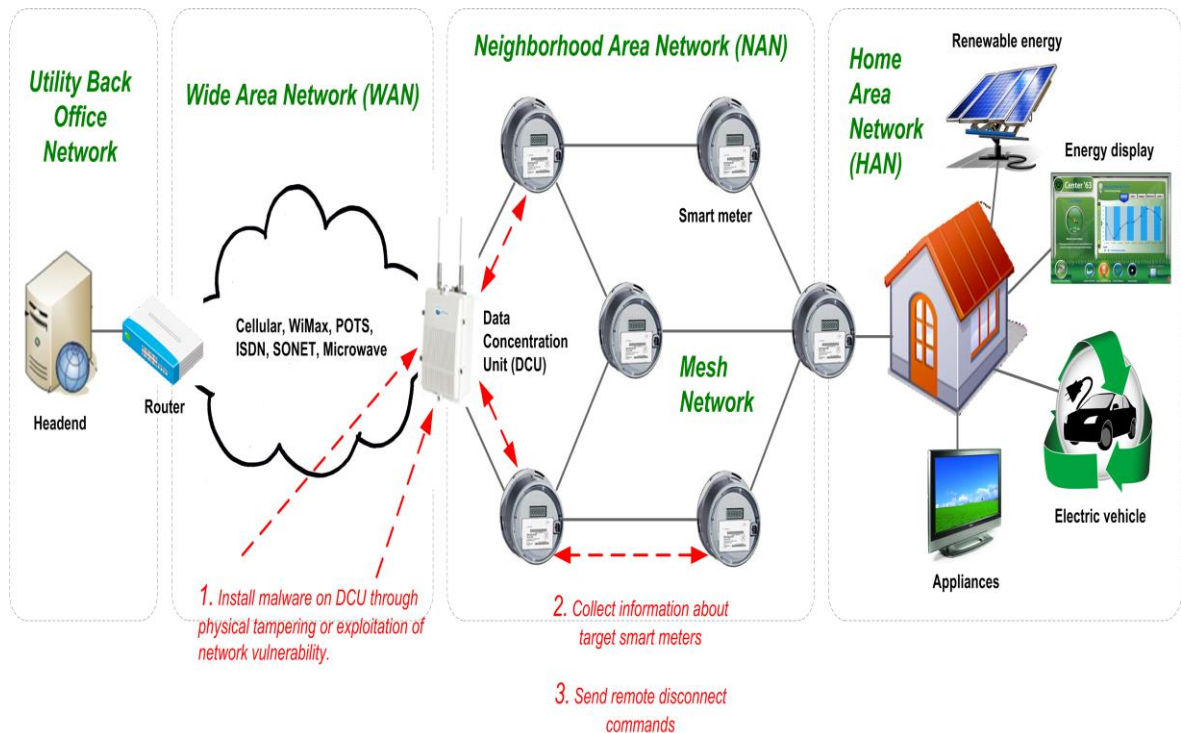 Utility Back
Office
Network
Headend
Router
Wide Area Network (WAN)
Cellular, WiMax, POTS,
ISDN, SONET, Microwave
1. Install malware on DCU through
physical tampering or exploitation of
network vulnerability.
Neighborhood Area Network (NAN)
Smart meter
Data
Concentration
Unit (DCU)
Mesh
Network
2. Collect information about
target smart meters
3. Send remote disconnect
commands
Home
Area
Network
(HAN)
Renewable energy
Energy display
Center '63
Electric vehicle
Appliances